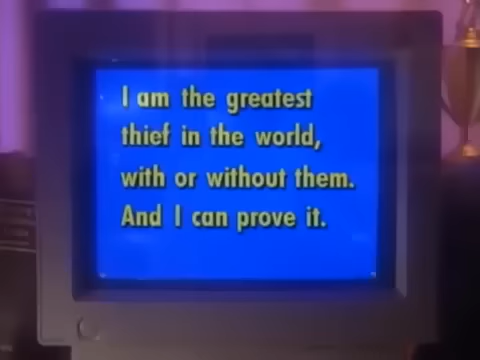 I am the greatest
thief in the world,
with or without them.
And I can prove it.